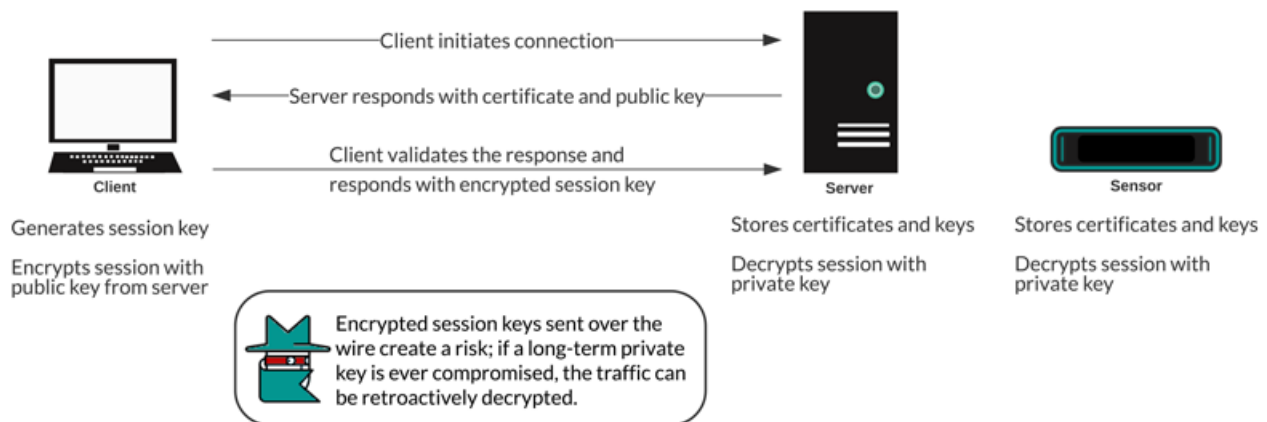 Client initiates connection
Server responds with certificate and public key
Client validates the response and
responds with encrypted session key
Client
Server
Sensor
Generates session key
Encrypts session with
public key from server
Stores certificates and keys
Decrypts session with
private key
Stores certificates and keys
Decrypts session with
private key
Encrypted session keys sent over the
wire create a risk; if a long-term private
key is ever compromised, the traffic can
be retroactively decrypted.